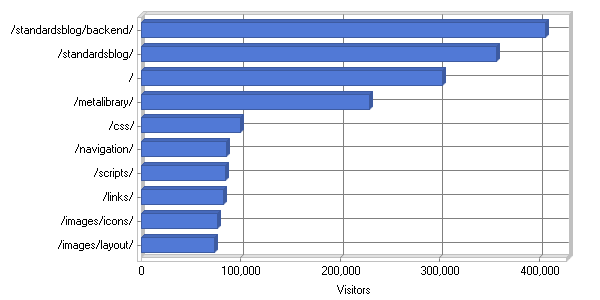 /standardsblog/backend/
/standardsblog/
/
/metalibrary/
/css/
/navigation/
/scripts/
/links/
/images/icons/
/images/layout/
0 100,000 200,000 300,000 400,000
Visitors